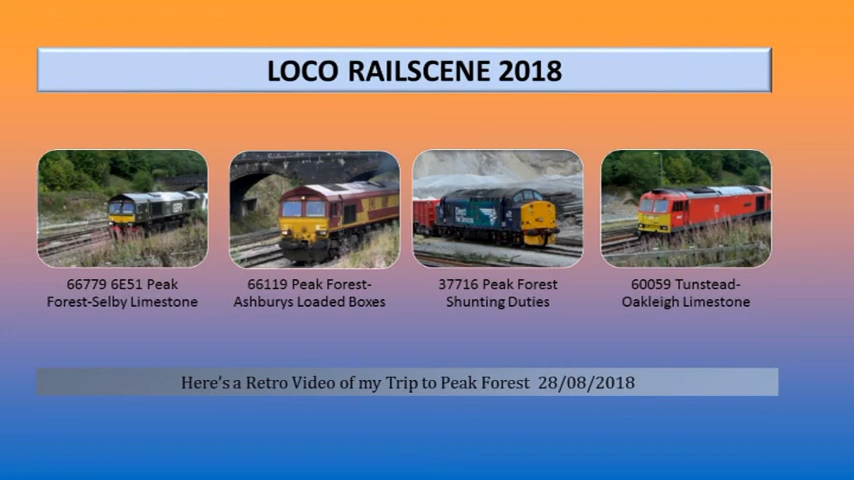 LOCO RAILSCENE 2018
66779 6E51 Peak
Forest-Selby Limestone
66119 Peak Forest-
Ashburys Loaded Boxes
37716 Peak Forest
Shunting Duties
60059 Tunstead-
Oakleigh Limestone
Here's a Retro Video of my Trip to Peak Forest 28/08/2018